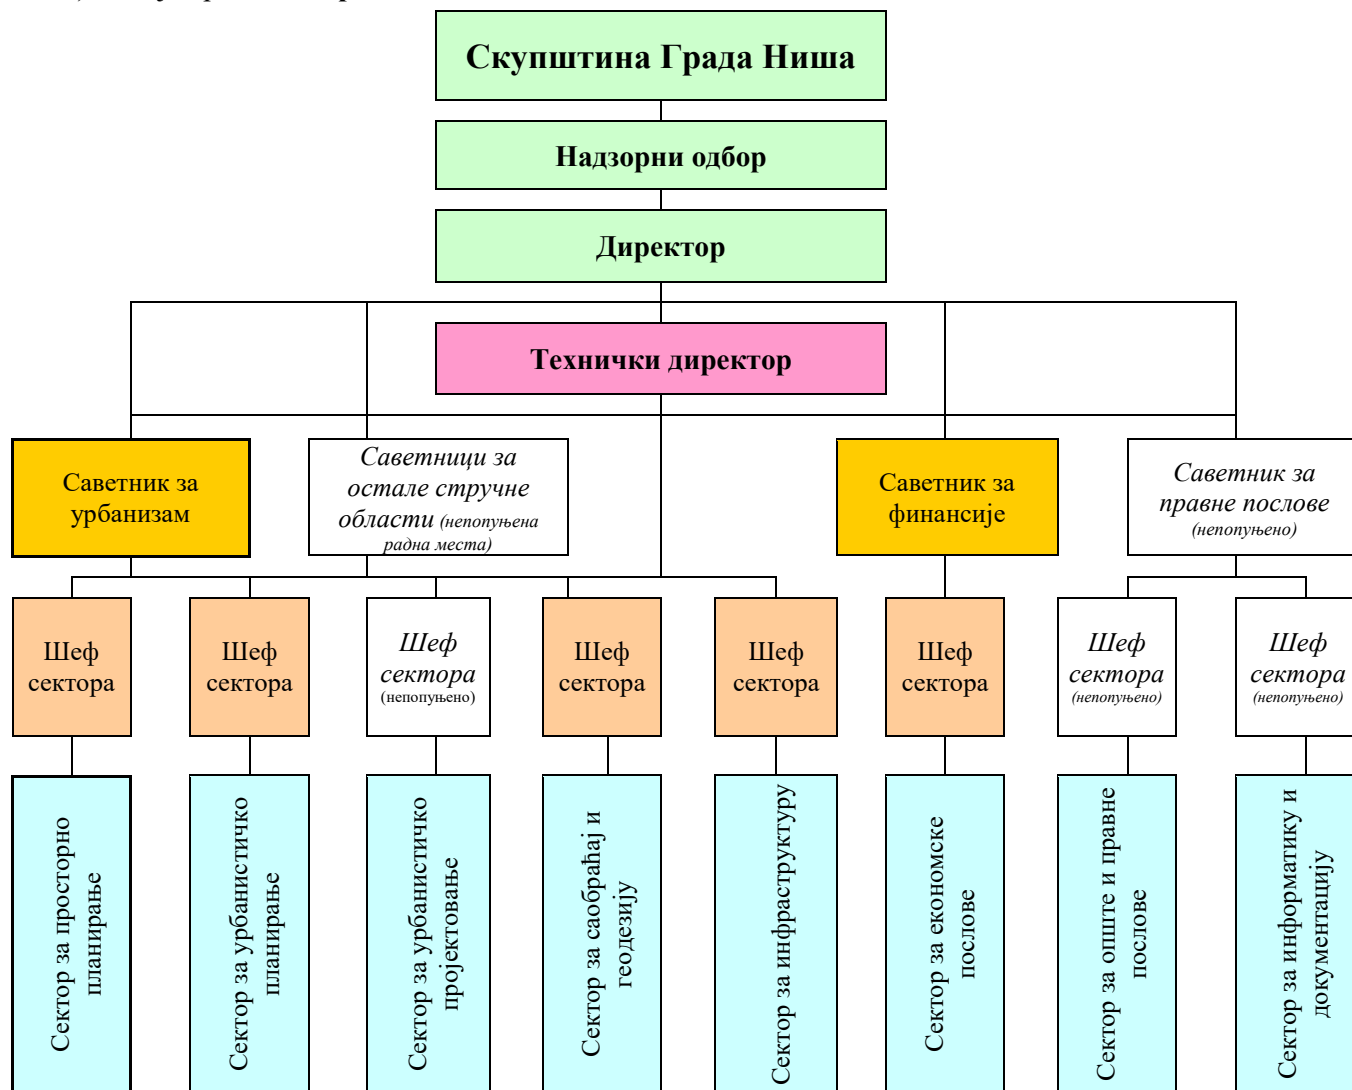 Скупштина Града Ниша
Надзорни одбор
Директор
Технички директор
Саветник за
урбанизам
Саветници за
остале стручне
области (непопуњена
радна места)
Саветник за
финансије
Саветник за
правне послове
(непопуњено)
Шеф
сектора
Шеф
сектора
Шеф
сектора
(непопуњено)
Шеф
сектора
Шеф
сектора
Шеф
сектора
Шеф
сектора
(непопуњено)
Шеф
сектора
(непопуњено)
Сектор за просторно
планирање
Сектор за урбанистичко
планирање
Сектор за урбанистичко
пројектовање
Сектор за саобраћај и
геодезију
Сектор за инфраструктуру
Сектор за економске
послове
Сектор за опште и правне
послове
Сектор за информатику и
документацију